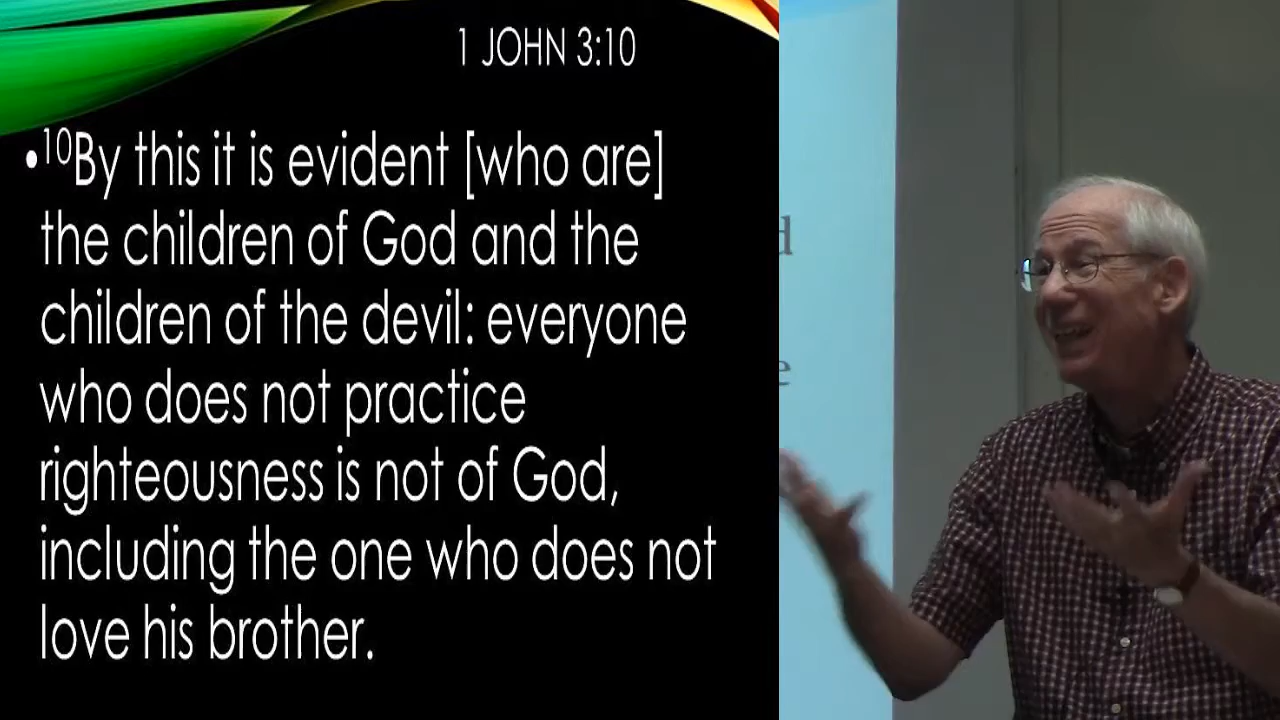 1 JOHN 3:10
•¹⁰By this it is evident [who are]
the children of God and the
children of the devil: everyone
who does not practice
righteousness is not of God,
including the one who does not
love his brother.